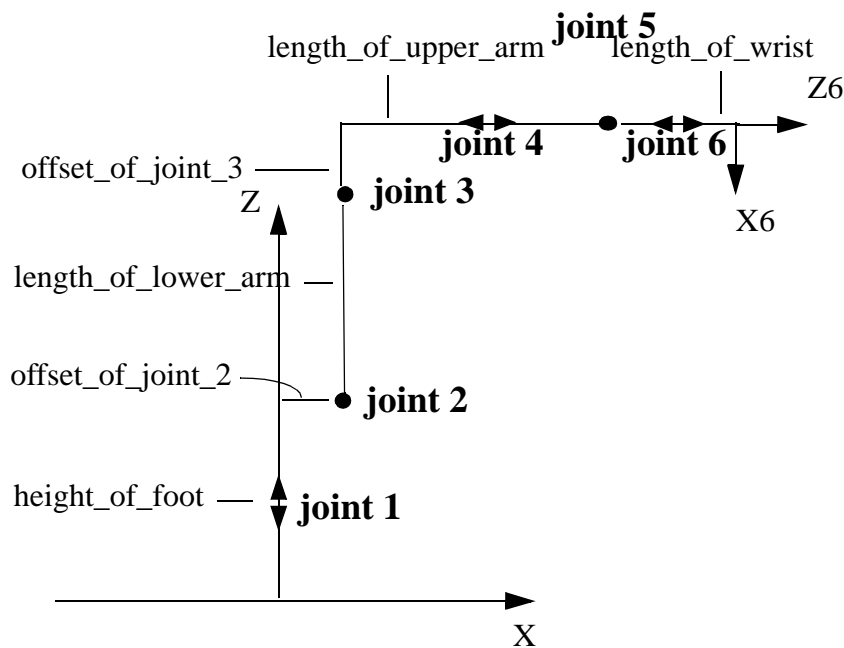 joint 5
length_of_upper_arm
length_of_wrist
Z6
joint 4
joint 6
offset_of_joint_3
Z
joint 3
X6
length_of_lower_arm
offset_of_joint_2
joint 2
height_of_foot
joint 1
X